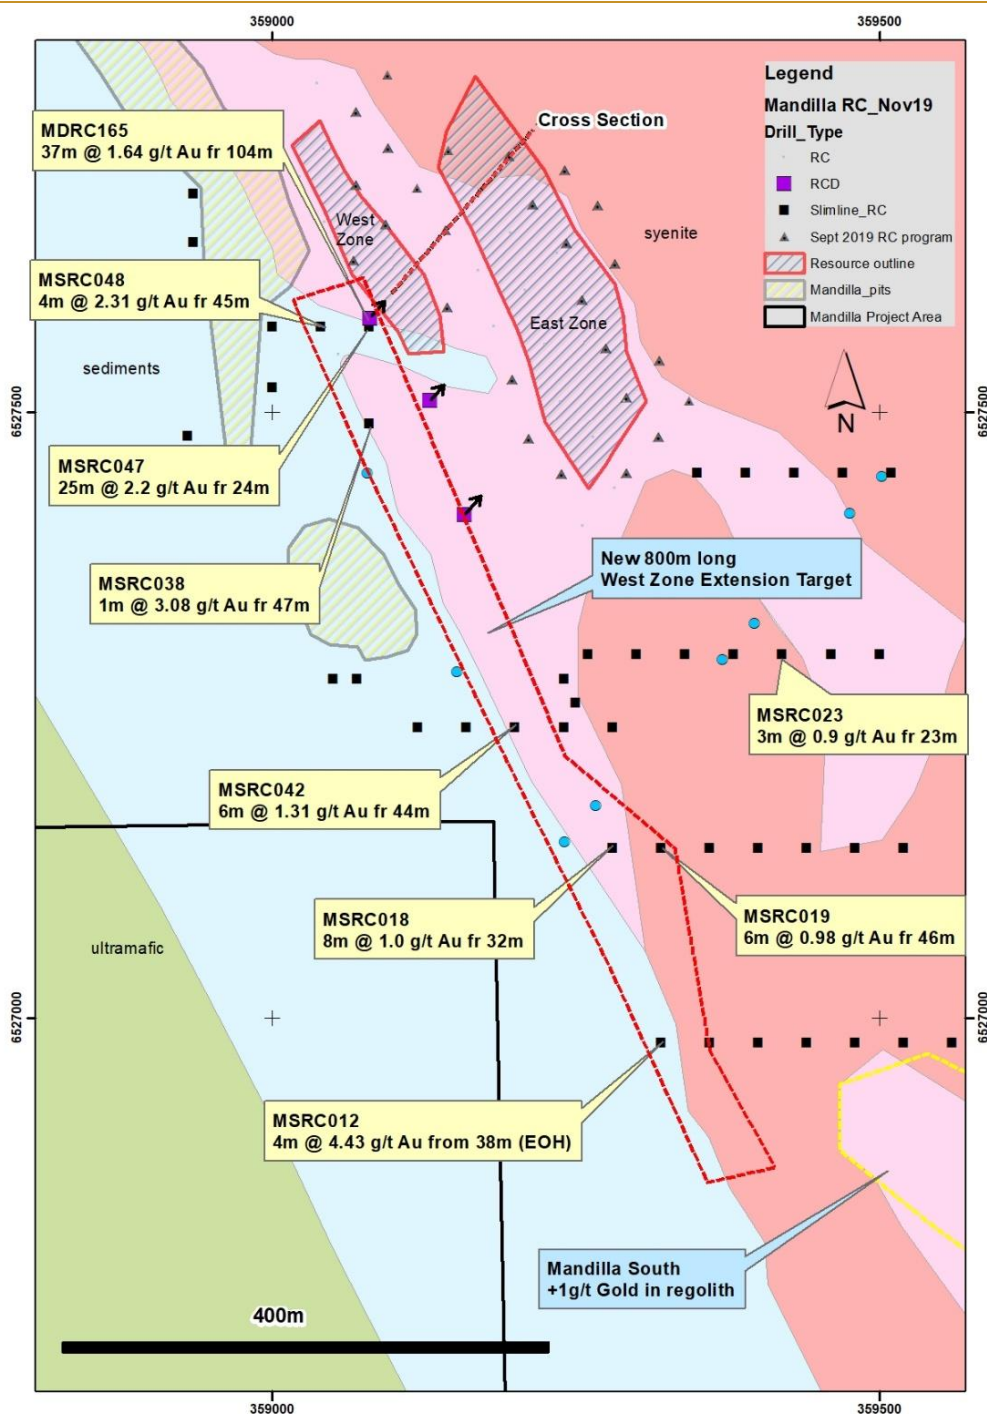 359000
359500
Legend
Mandilla RC_Nov19
Drill_Type
RC
RCD
Slimline_RC
Sept 2019 RC program
Resource outline
Mandilla_pits
Mandilla Project Area
Cross Section
MDRC165
37m @ 1.64 g/t Au fr 104m
West
Zone
syenite
MSRC048
4m @ 2.31 g/t Au fr 45m
East Zone
sediments
6527500
6527500
N
MSRC047
25m @ 2.2 g/t Au fr 24m
New 800m long
West Zone Extension Target
MSRC038
1m @ 3.08 g/t Au fr 47m
MSRC023
3m @ 0.9 g/t Au fr 23m
MSRC042
6m @ 1.31 g/t Au fr 44m
MSRC018
8m @ 1.0 g/t Au fr 32m
MSRC019
6m @ 0.98 g/t Au fr 46m
ultramafic
6527000
6527000
MSRC012
4m @ 4.43 g/t Au from 38m (EOH)
Mandilla South
+1g/t Gold in regolith
400m
359000
359500